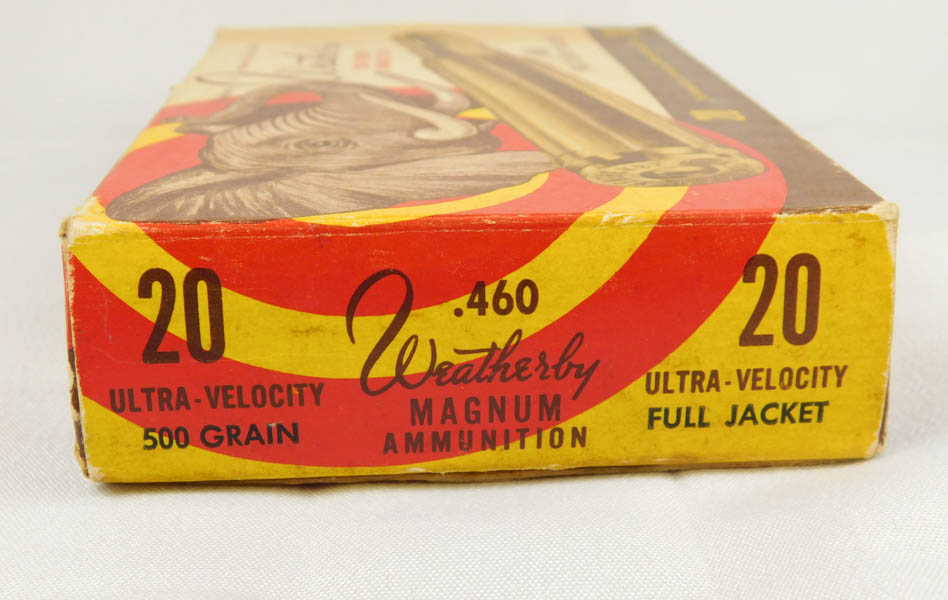 20
ULTRA-VELOCITY
500 GRAIN
.460
Weatherby
MAGNUM
AMMUNITION
20
ULTRA-VELOCITY
FULL JACKET